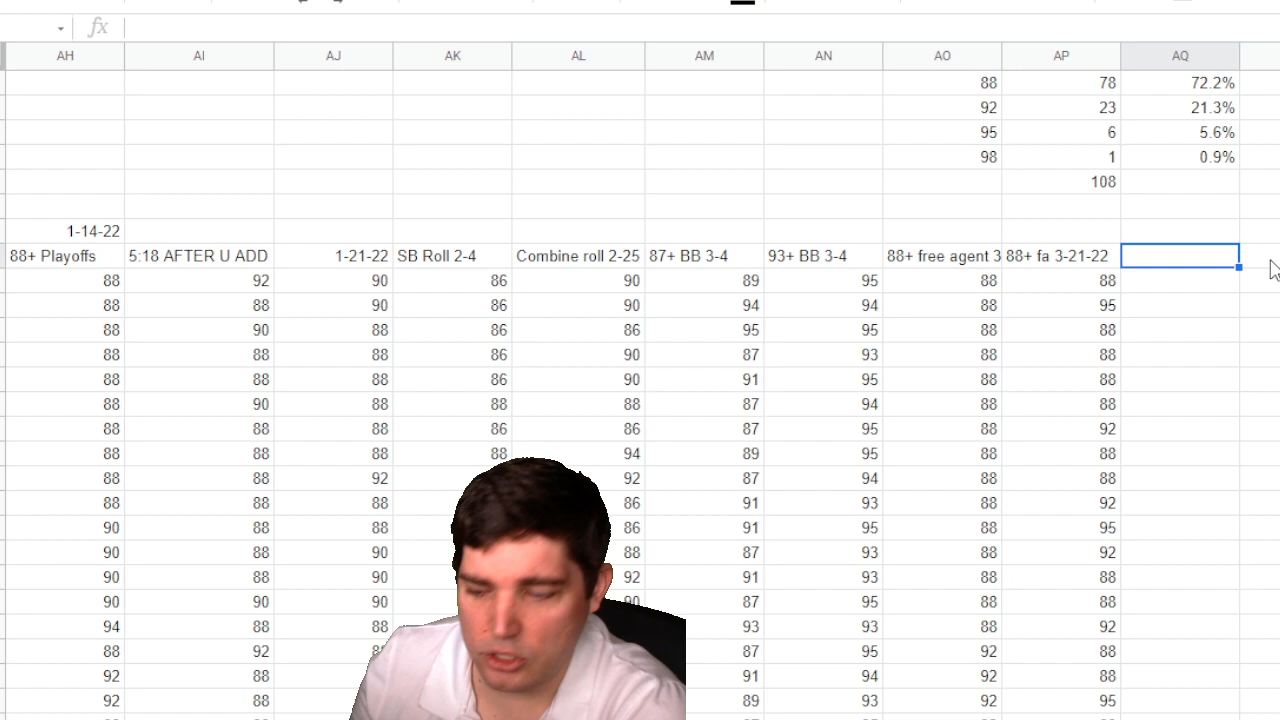 fx
AH AI AJ AK AL AM AN AO AP AQ
88 78 72.2%
92 23 21.3%
95 6 5.6%
98 1 0.9%
108
1-14-22
88+ Playoffs 5:18 AFTER U ADD 1-21-22 SB Roll 2-4 Combine roll 2-25 87+ BB 3-4 93+ BB 3-4 88+ free agent 3 88+ fa 3-21-22
88 92 90 86 90 89 95 88 88
88 88 90 86 90 94 94 88 95
88 90 88 86 86 95 95 88 88
88 88 88 86 90 87 93 88 88
88 88 88 86 90 91 95 88 88
88 90 88 88 88 87 94 88 88
88 88 88 86 86 87 95 88 92
88 88 88 88 94 89 95 88 88
88 88 92 92 87 94 88 88
88 88 88 86 91 93 88 92
90 88 88 86 91 95 88 95
90 88 90 88 87 93 88 92
90 88 90 92 91 93 88 88
90 90 90 90 87 95 88 88
94 88 88 93 93 88 92
88 92 87 95 92 88
92 88 91 94 92 88
92 88 89 93 92 95